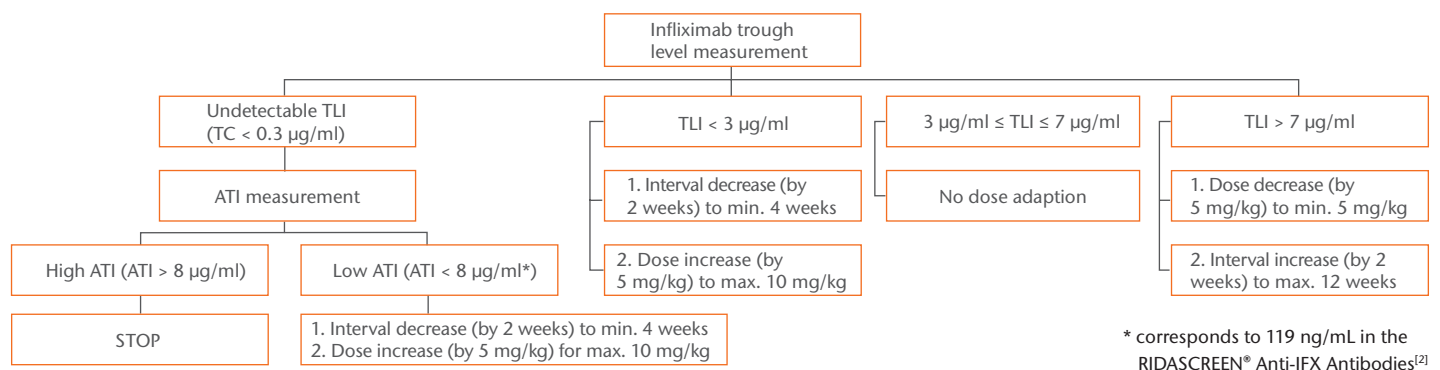 Infliximab trough
level measurement
Undetectable TLI
(TC < 0.3 µg/ml)
TLI < 3 µg/ml
3 µg/ml ≤ TLI ≤ 7 µg/ml
TLI > 7 µg/ml
ATI measurement
1. Interval decrease (by
2 weeks) to min. 4 weeks
No dose adaption
1. Dose decrease (by
5 mg/kg) to min. 5 mg/kg
High ATI (ATI > 8 µg/ml)
Low ATI (ATI < 8 µg/ml*)
2. Dose increase (by
5 mg/kg) to max. 10 mg/kg
2. Interval increase (by 2
weeks) to max. 12 weeks
STOP
1. Interval decrease (by 2 weeks) to min. 4 weeks
2. Dose increase (by 5 mg/kg) for max. 10 mg/kg
* corresponds to 119 ng/mL in the
RIDASCREEN® Anti-IFX Antibodies[2]